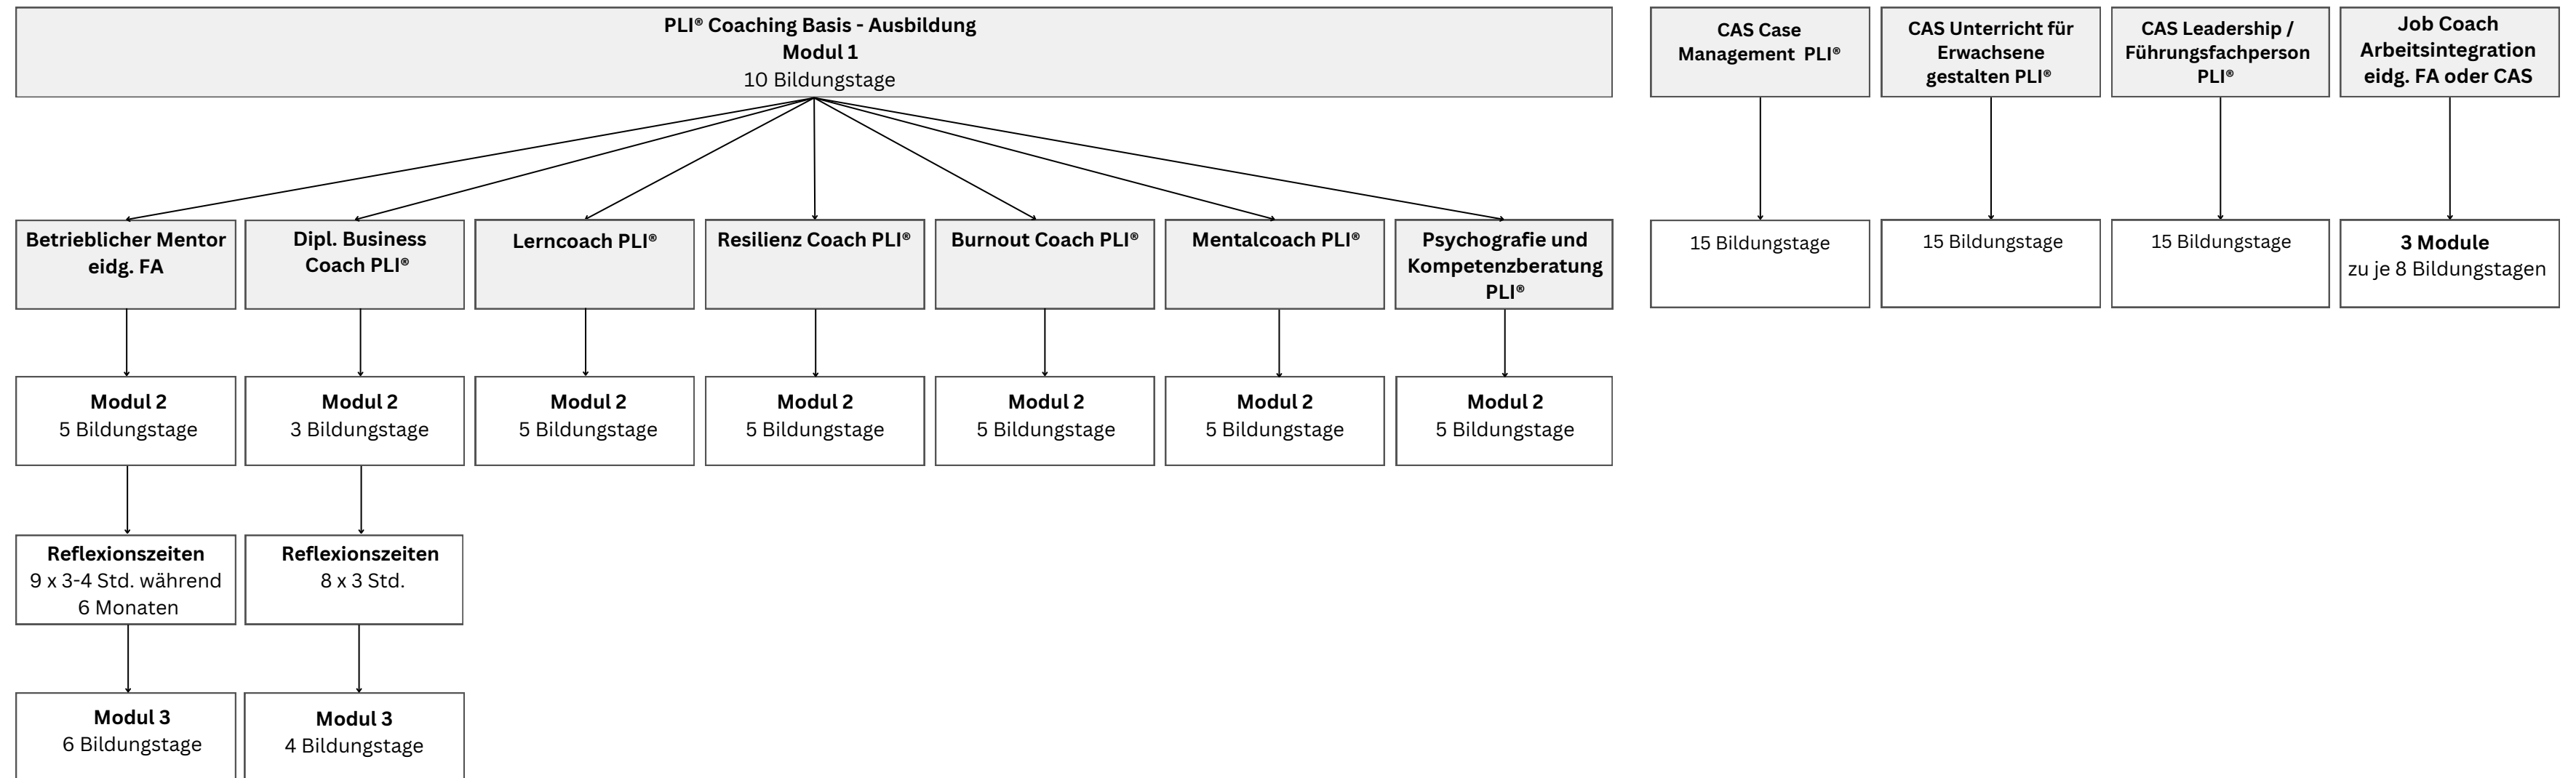 PLI® Coaching Basis - Ausbildung
Modul 1
10 Bildungstage
CAS Case
Management PLI®
CAS Unterricht für
Erwachsene
gestalten PLI®
CAS Leadership /
Führungsfachperson
PLI®
Job Coach
Arbeitsintegration
eidg. FA oder CAS
Betrieblicher Mentor
eidg. FA
Dipl. Business
Coach PLI®
Lerncoach PLI®
Resilienz Coach PLI®
Burnout Coach PLI®
Mentalcoach PLI®
Psychografie und
Kompetenzberatung
PLI®
15 Bildungstage
15 Bildungstage
15 Bildungstage
3 Module
zu je 8 Bildungstagen
Modul 2
5 Bildungstage
Modul 2
3 Bildungstage
Modul 2
5 Bildungstage
Modul 2
5 Bildungstage
Modul 2
5 Bildungstage
Modul 2
5 Bildungstage
Modul 2
5 Bildungstage
Reflexionszeiten
9 x 3-4 Std. während
6 Monaten
Reflexionszeiten
8 x 3 Std.
Modul 3
6 Bildungstage
Modul 3
4 Bildungstage